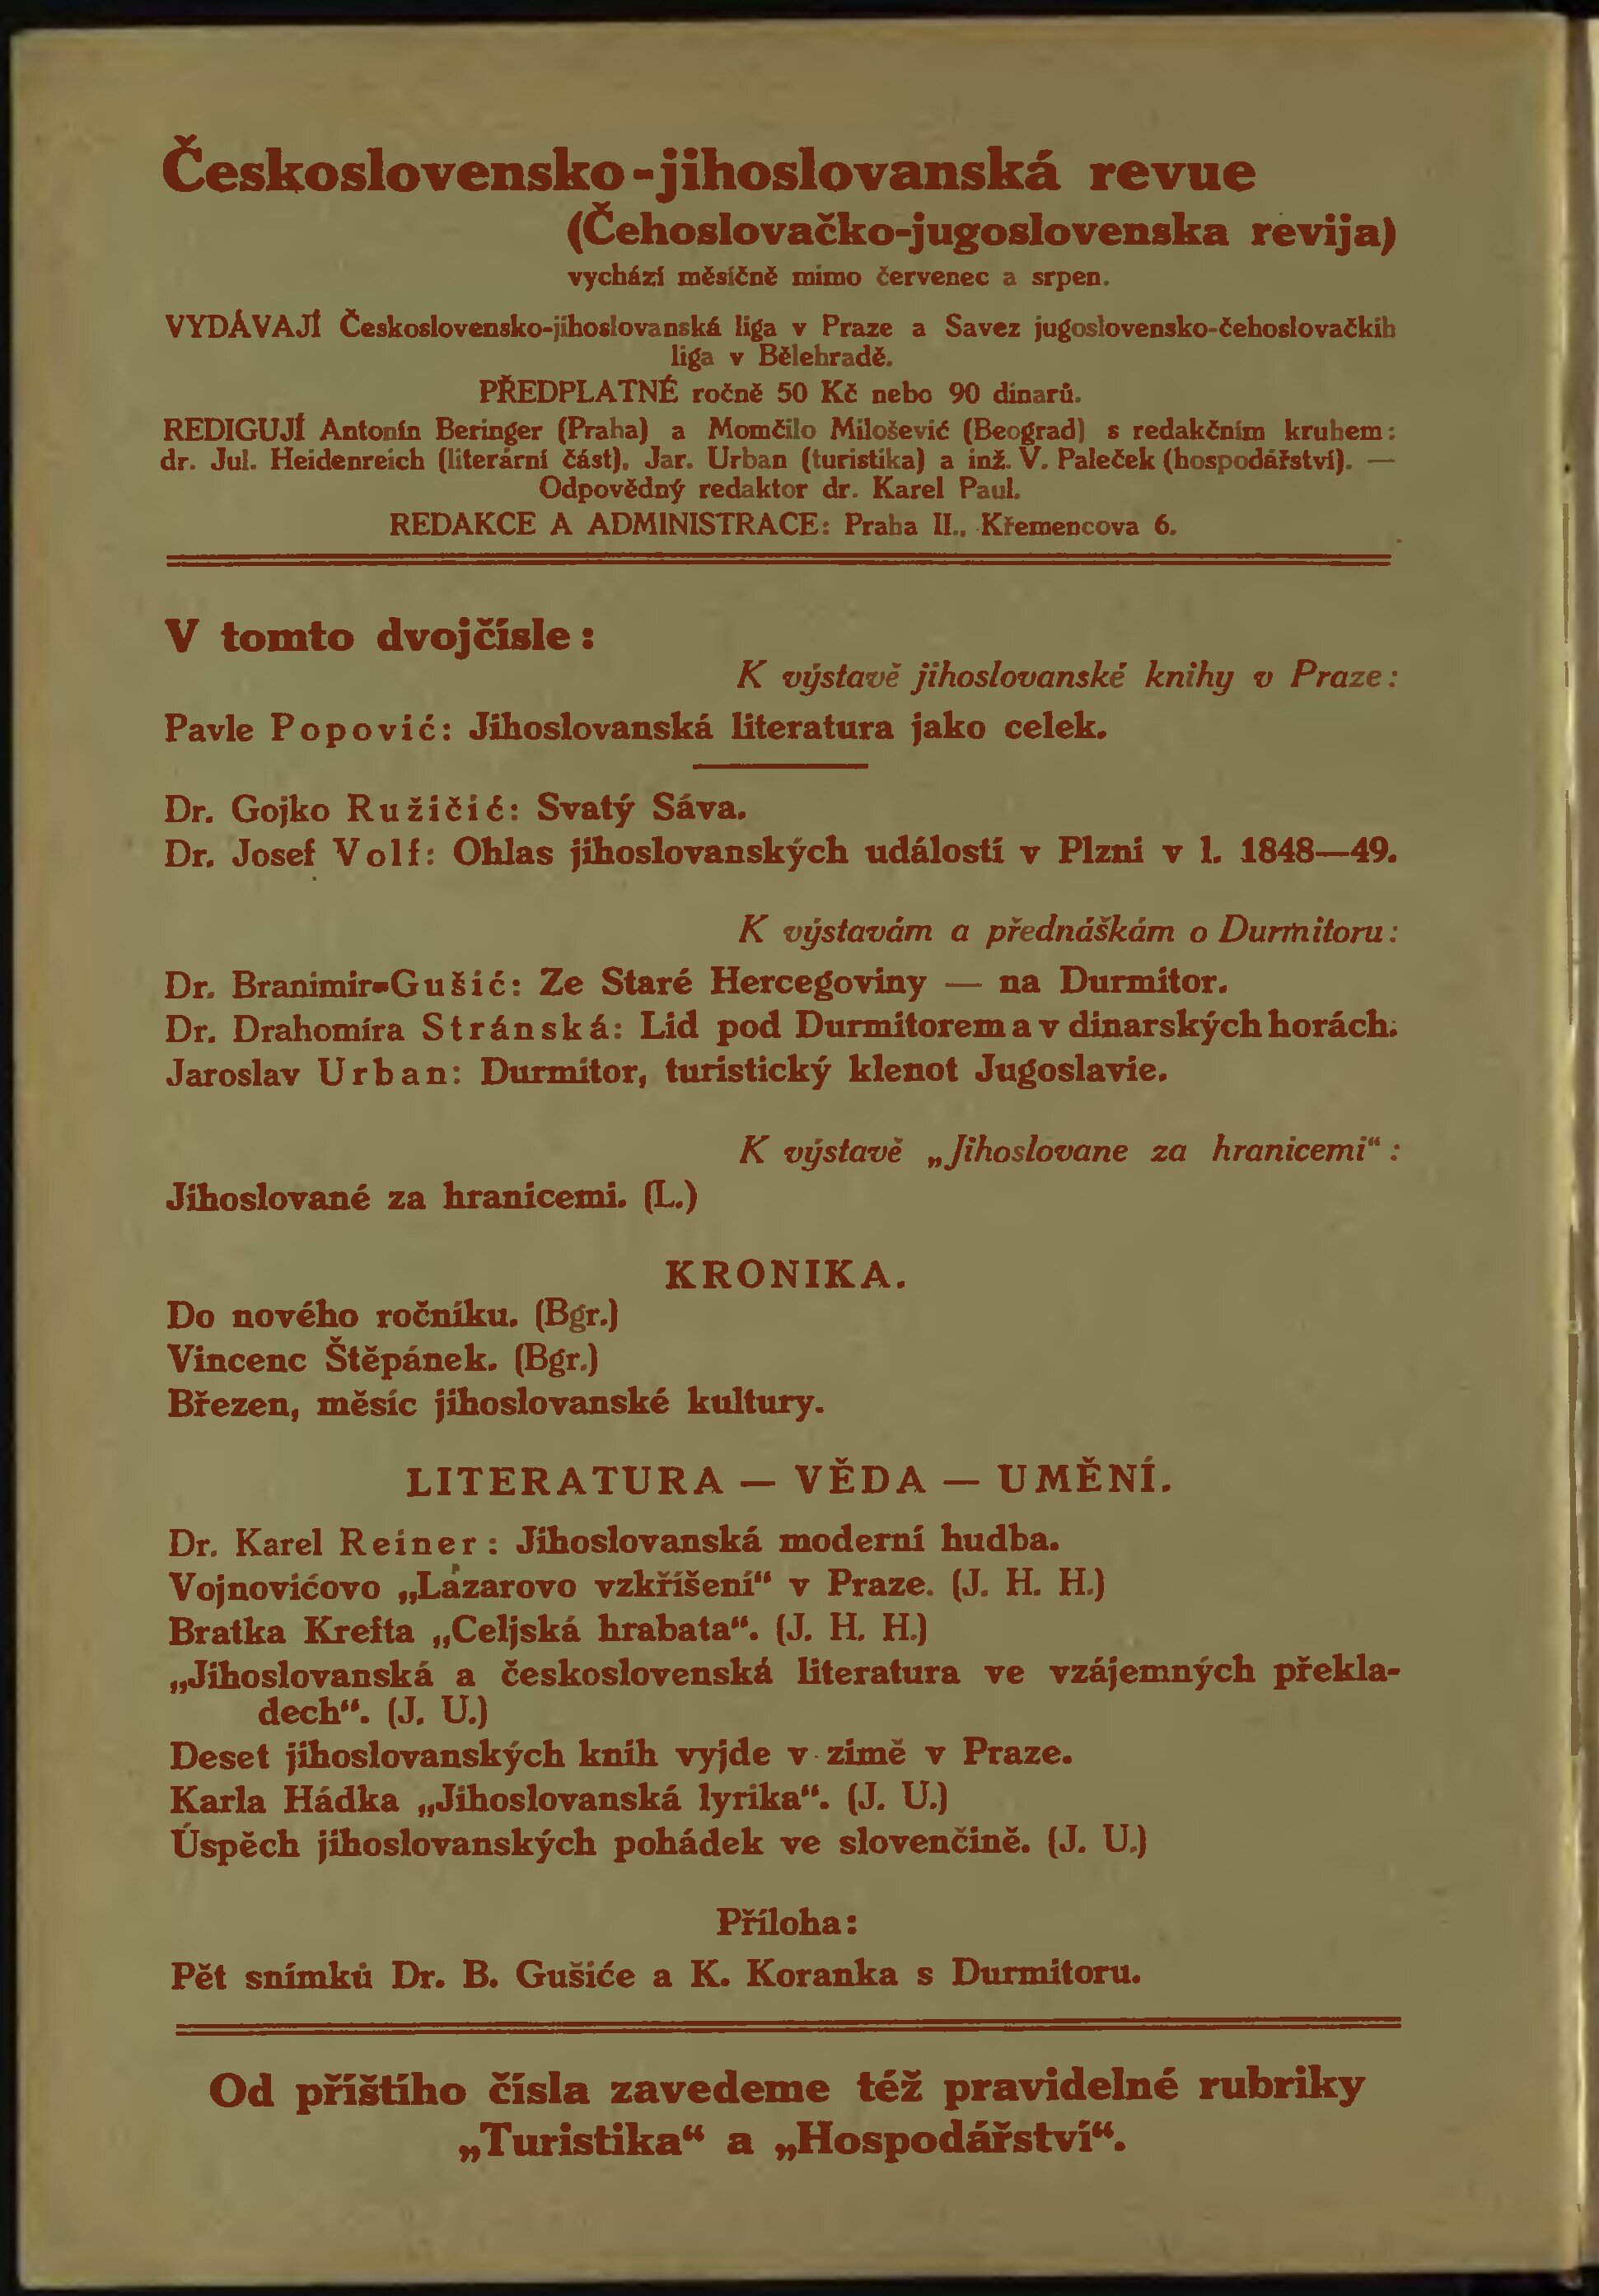 Československo-jihoslovanská revue
(Čehoslovačko-jugoslovenska revija)
vychází měsíčně mimo červenec a srpen.
VYDÁVAJÍ Československo-jihoslovanská liga v Praze a Savez jugoslovensko-čehoslovačkih
liga v Bělehradě.
PŘEDPLATNÉ ročně 50 Kč nebo 90 dinarů.
REDIGUJÍ Antonín Beringer (Praha) a Momčilo Milošević (Beograd) s redakčním kruhem:
dr. Jul. Heidenreich (literární část), Jar. Urban (turistika) a inž. V. Paleček (hospodářství). —
Odpovědný redaktor dr. Karel Paul.
REDAKCE A ADMINISTRACE: Praha II., Křemencova 6.
V tomto dvojčísle:
K výstavě jihoslovanské knihy v Praze:
Pavle Popović: Jihoslovanská literatura jako celek.
Dr. Gojko Ružičić: Svatý Sáva.
Dr. Josef Volf: Ohlas jihoslovanských událostí v Plzni v l. 1848—49.
K výstavám a přednáškám o Durmitoru:
Dr. Branimir-Gušić: Ze Staré Hercegoviny — na Durmitor.
Dr. Drahomíra Stránská: Lid pod Durmitorem a v dinarských horách.
Jaroslav Urban: Durmitor, turistický klenot Jugoslavie.
K výstavě „Jihoslovane za hranicemi“:
Jihoslované za hranicemi. (L.)
KRONIKA.
Do nového ročníku. (Bgr.)
Vincenc Štěpánek. (Bgr.)
Březen, měsíc jihoslovanské kultury.
LITERATURA — VĚDA — UMĚNÍ.
Dr. Karel Reiner: Jihoslovanská moderní hudba.
Vojnovićovo „Lázarovo vzkříšení“ v Praze. (J. H. H.)
Bratka Krefta „Celjská hrabata“. (J. H. H.)
„Jihoslovanská a československá literatura ve vzájemných překla-
dech“. (J. U.)
Deset jihoslovanských knih vyjde v zimě v Praze.
Karla Hádka „Jihoslovanská lyrika“. (J. U.)
Úspěch jihoslovanských pohádek ve slovenčině. (J. U.)
Příloha:
Pět snímků Dr. B. Gušiće a K. Koranka s Durmitoru.
Od příštího čísla zavedeme též pravidelné rubriky
„Turistika“ a „Hospodářství“.